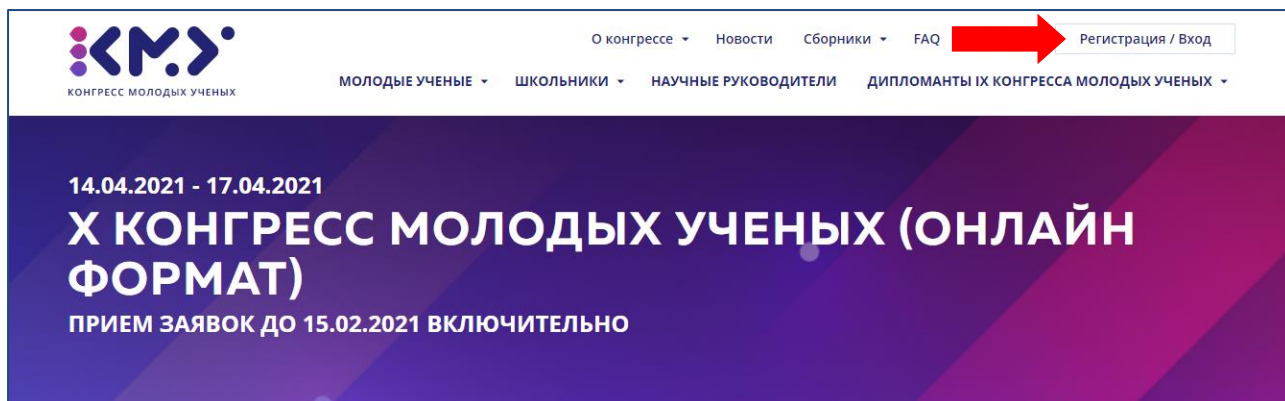 КМУ
КОНГРЕСС МОЛОДЫХ УЧЕНЫХ
О конгрессе Новости Сборники FAQ Регистрация / Вход
МОЛОДЫЕ УЧЕНЫЕ ШКОЛЬНИКИ НАУЧНЫЕ РУКОВОДИТЕЛИ ДИПЛОМАНТЫ IX КОНГРЕССА МОЛОДЫХ УЧЕНЫХ
14.04.2021 - 17.04.2021
X КОНГРЕСС МОЛОДЫХ УЧЕНЫХ (ОНЛАЙН
ФОРМАТ)
ПРИЕМ ЗАЯВОК ДО 15.02.2021 ВКЛЮЧИТЕЛЬНО